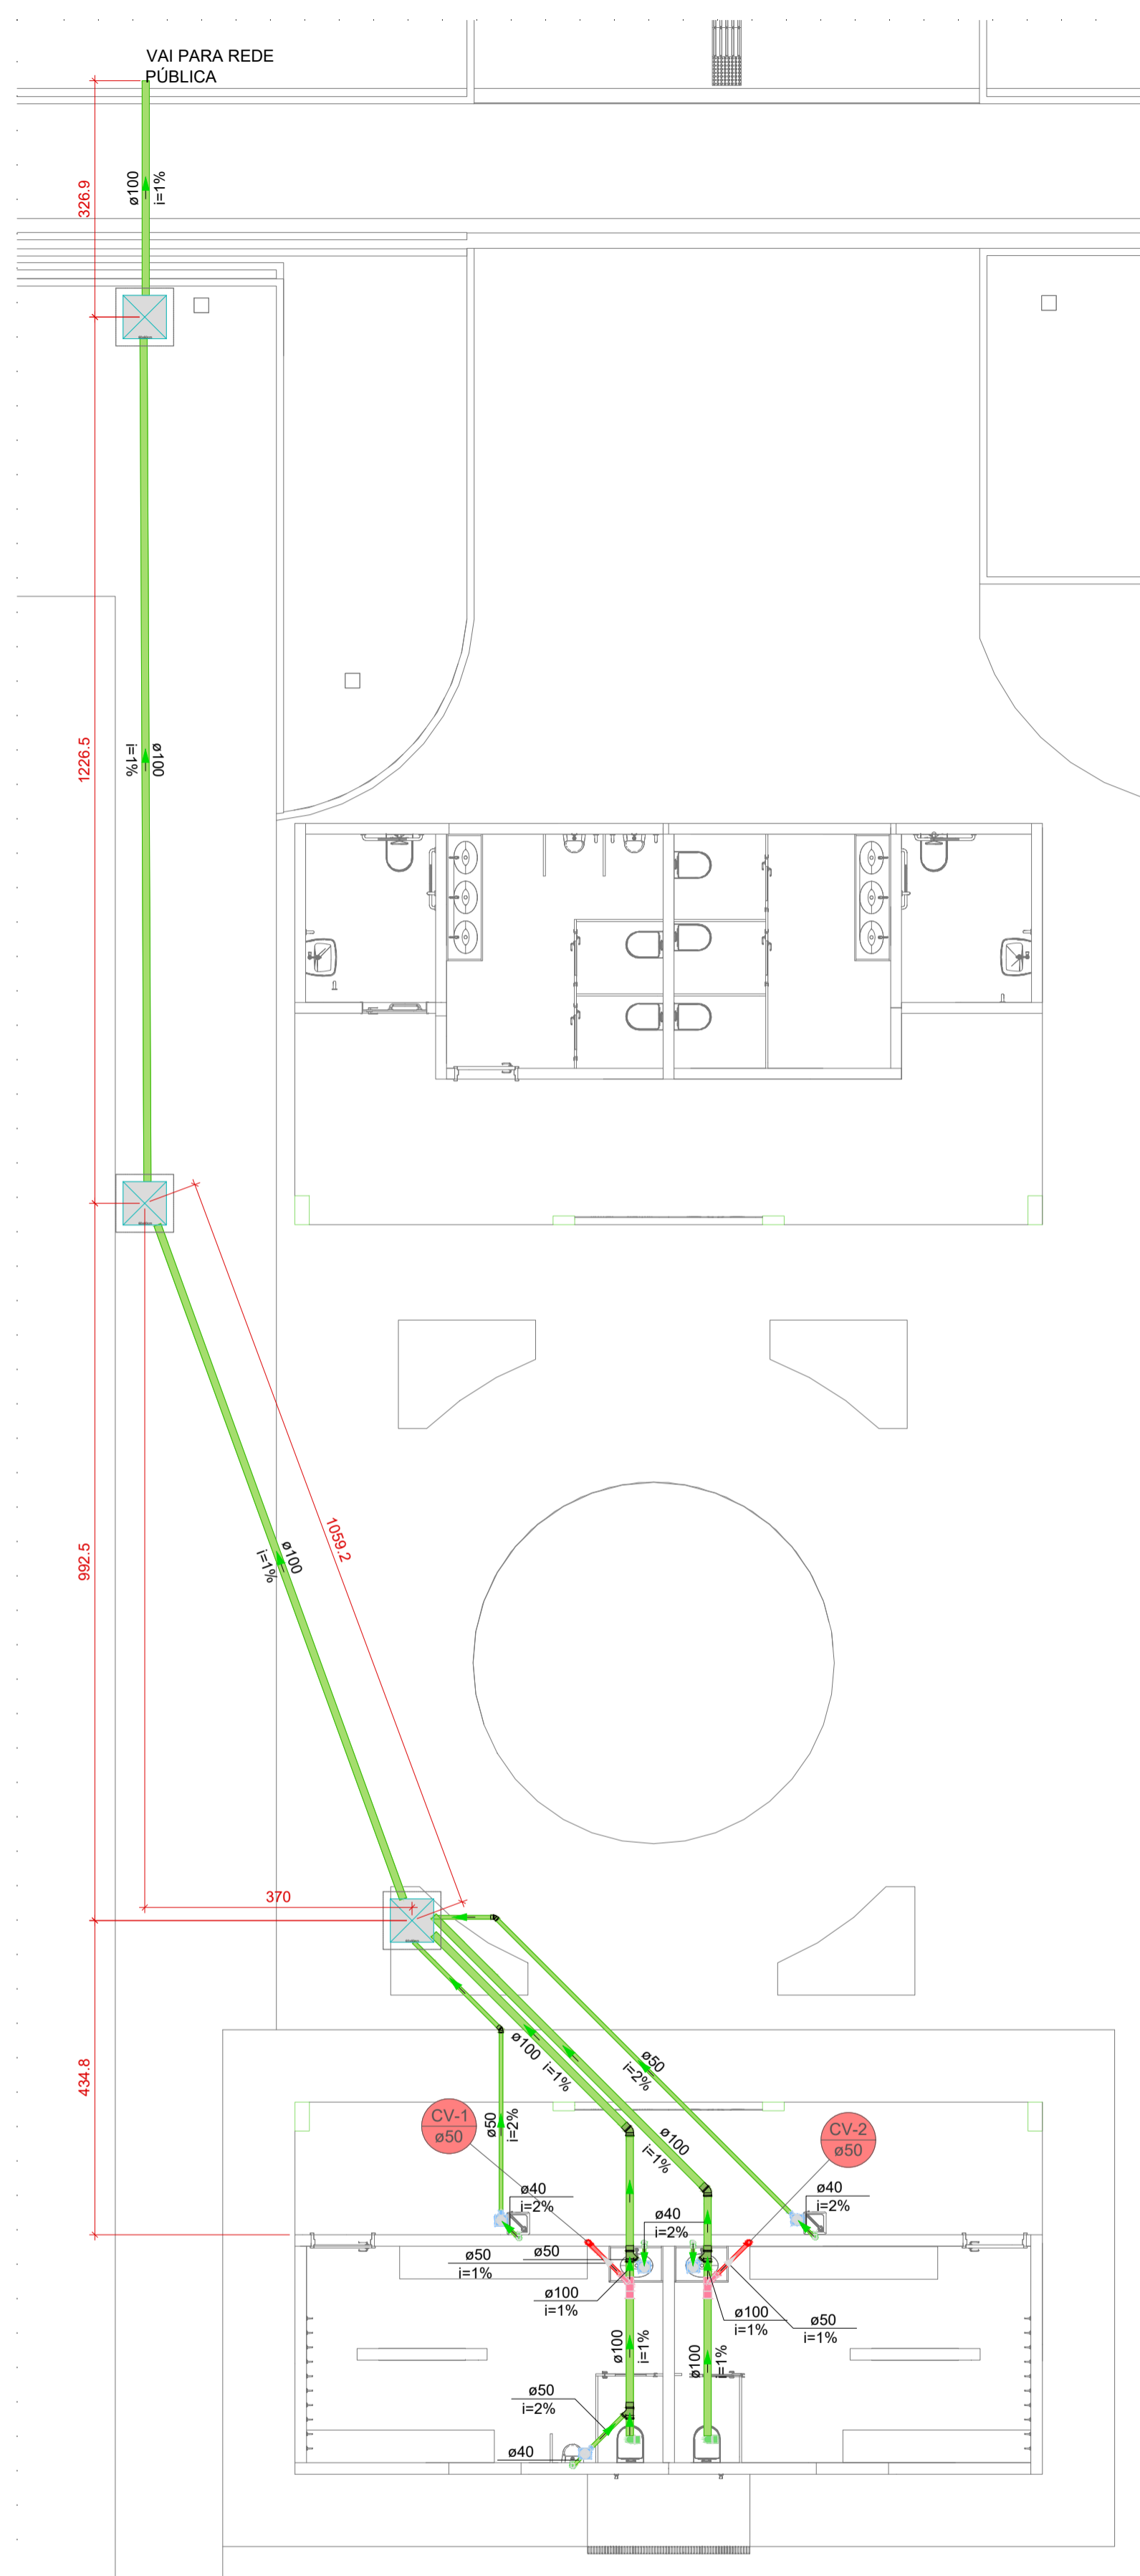 VAI PARA REDE
PÚBLICA
326.9
ø100
i=1%
1226.5
i=1%
ø100
992.5
1059.2
ø100
i=1%
370
434.8
ø100 i=1%
ø50
i=2%
CV-1
ø50
ø50
i=2%
ø100
i=1%
CV-2
ø50
ø40
i=2%
ø40
i=2%
ø40
i=2%
ø50
i=1%
ø50
ø100
i=1%
ø100
i=1%
ø50
i=1%
ø100
i=1%
ø100
i=1%
ø50
i=2%
ø40